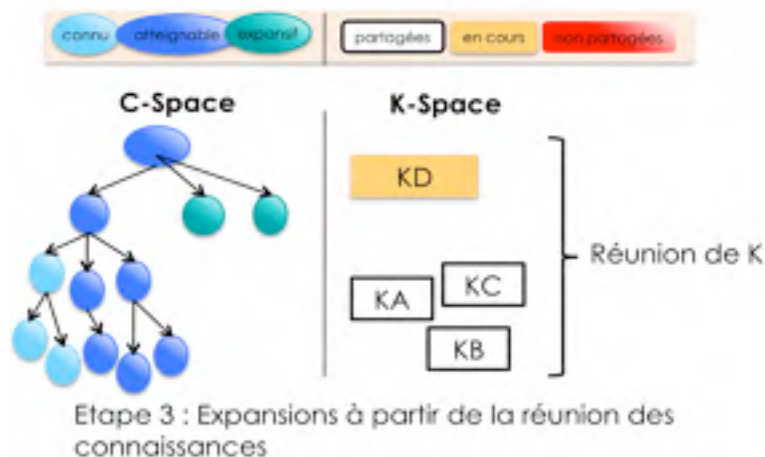 connu atteignable expansif partagées en cours non partagées
C-Space K-Space
KD
Réunion de K
KC
KA
KB
Etape 3 : Expansions à partir de la réunion des
connaissances